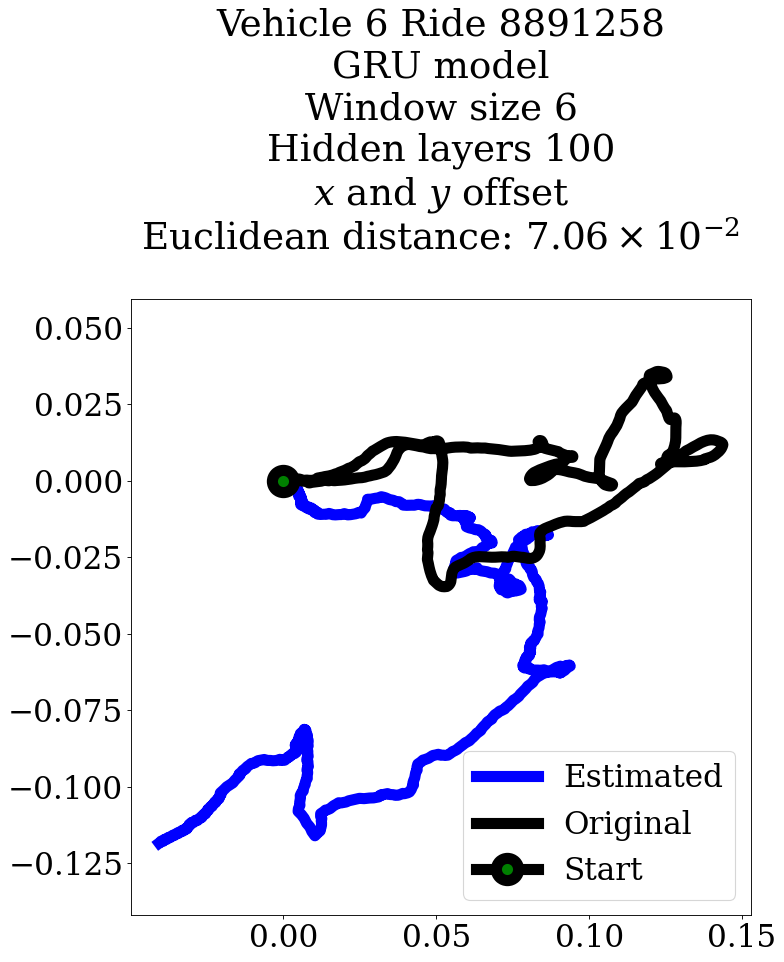 Vehicle 6 Ride 8891258
GRU model
Window size 6
Hidden layers 100
x and y offset
Euclidean distance: 7.06 × 10⁻²
0.050
0.025
0.000
−0.025
−0.050
−0.075
−0.100
−0.125
Estimated
Original
Start
0.00 0.05 0.10 0.15